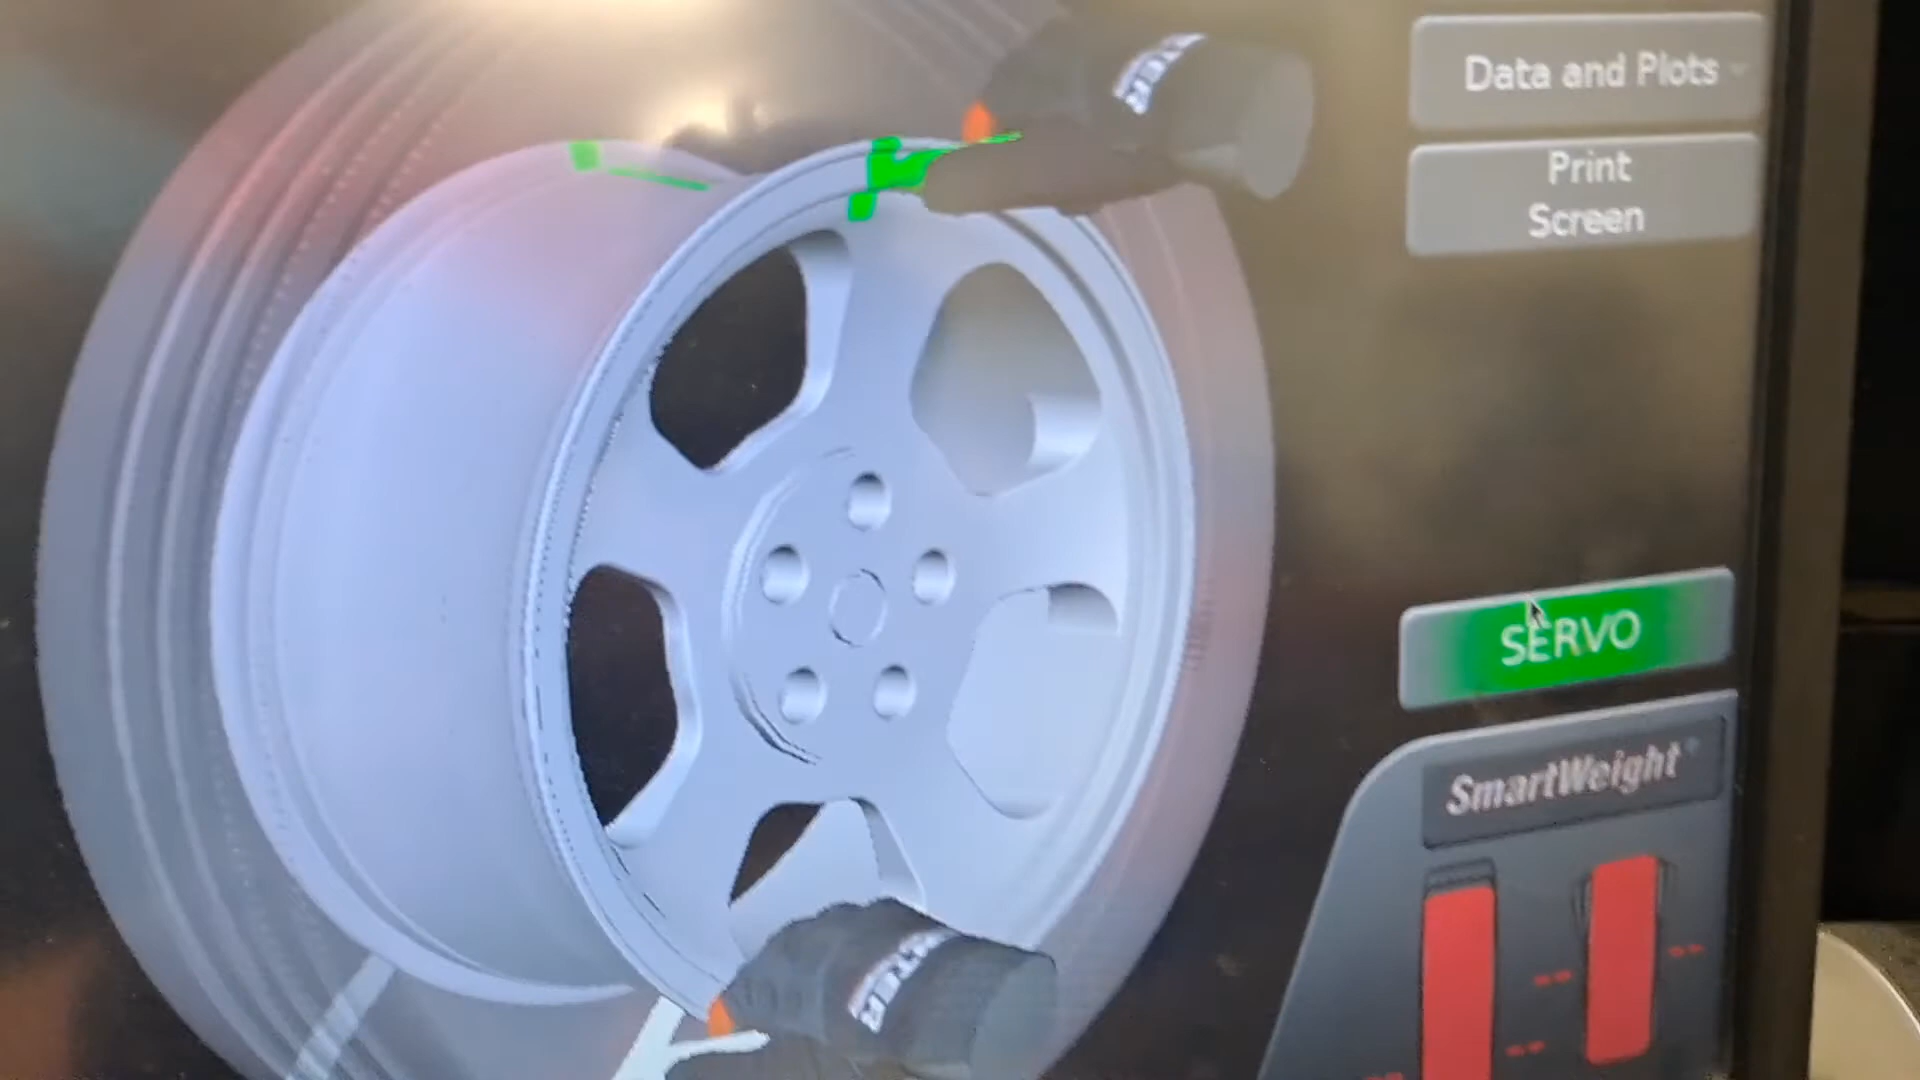 Data and Plots
Print
Screen
SERVO
SmartWeight